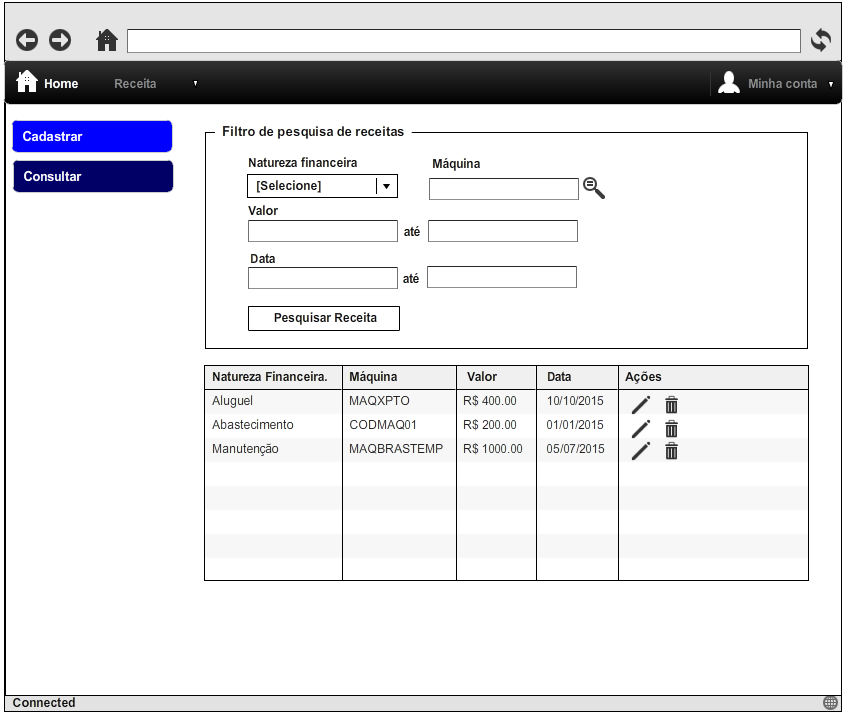 Home Receita Minha conta
Cadastrar
Consultar
Filtro de pesquisa de receitas
Natureza financeira Máquina
[Selecione]
Valor
até
Data
até
Pesquisar Receita
Natureza Financeira. Máquina Valor Data Ações
Aluguel MAQXPTO R$ 400.00 10/10/2015
Abastecimento CODMAQ01 R$ 200.00 01/01/2015
Manutenção MAQBRASTEMP R$ 1000.00 05/07/2015
Connected